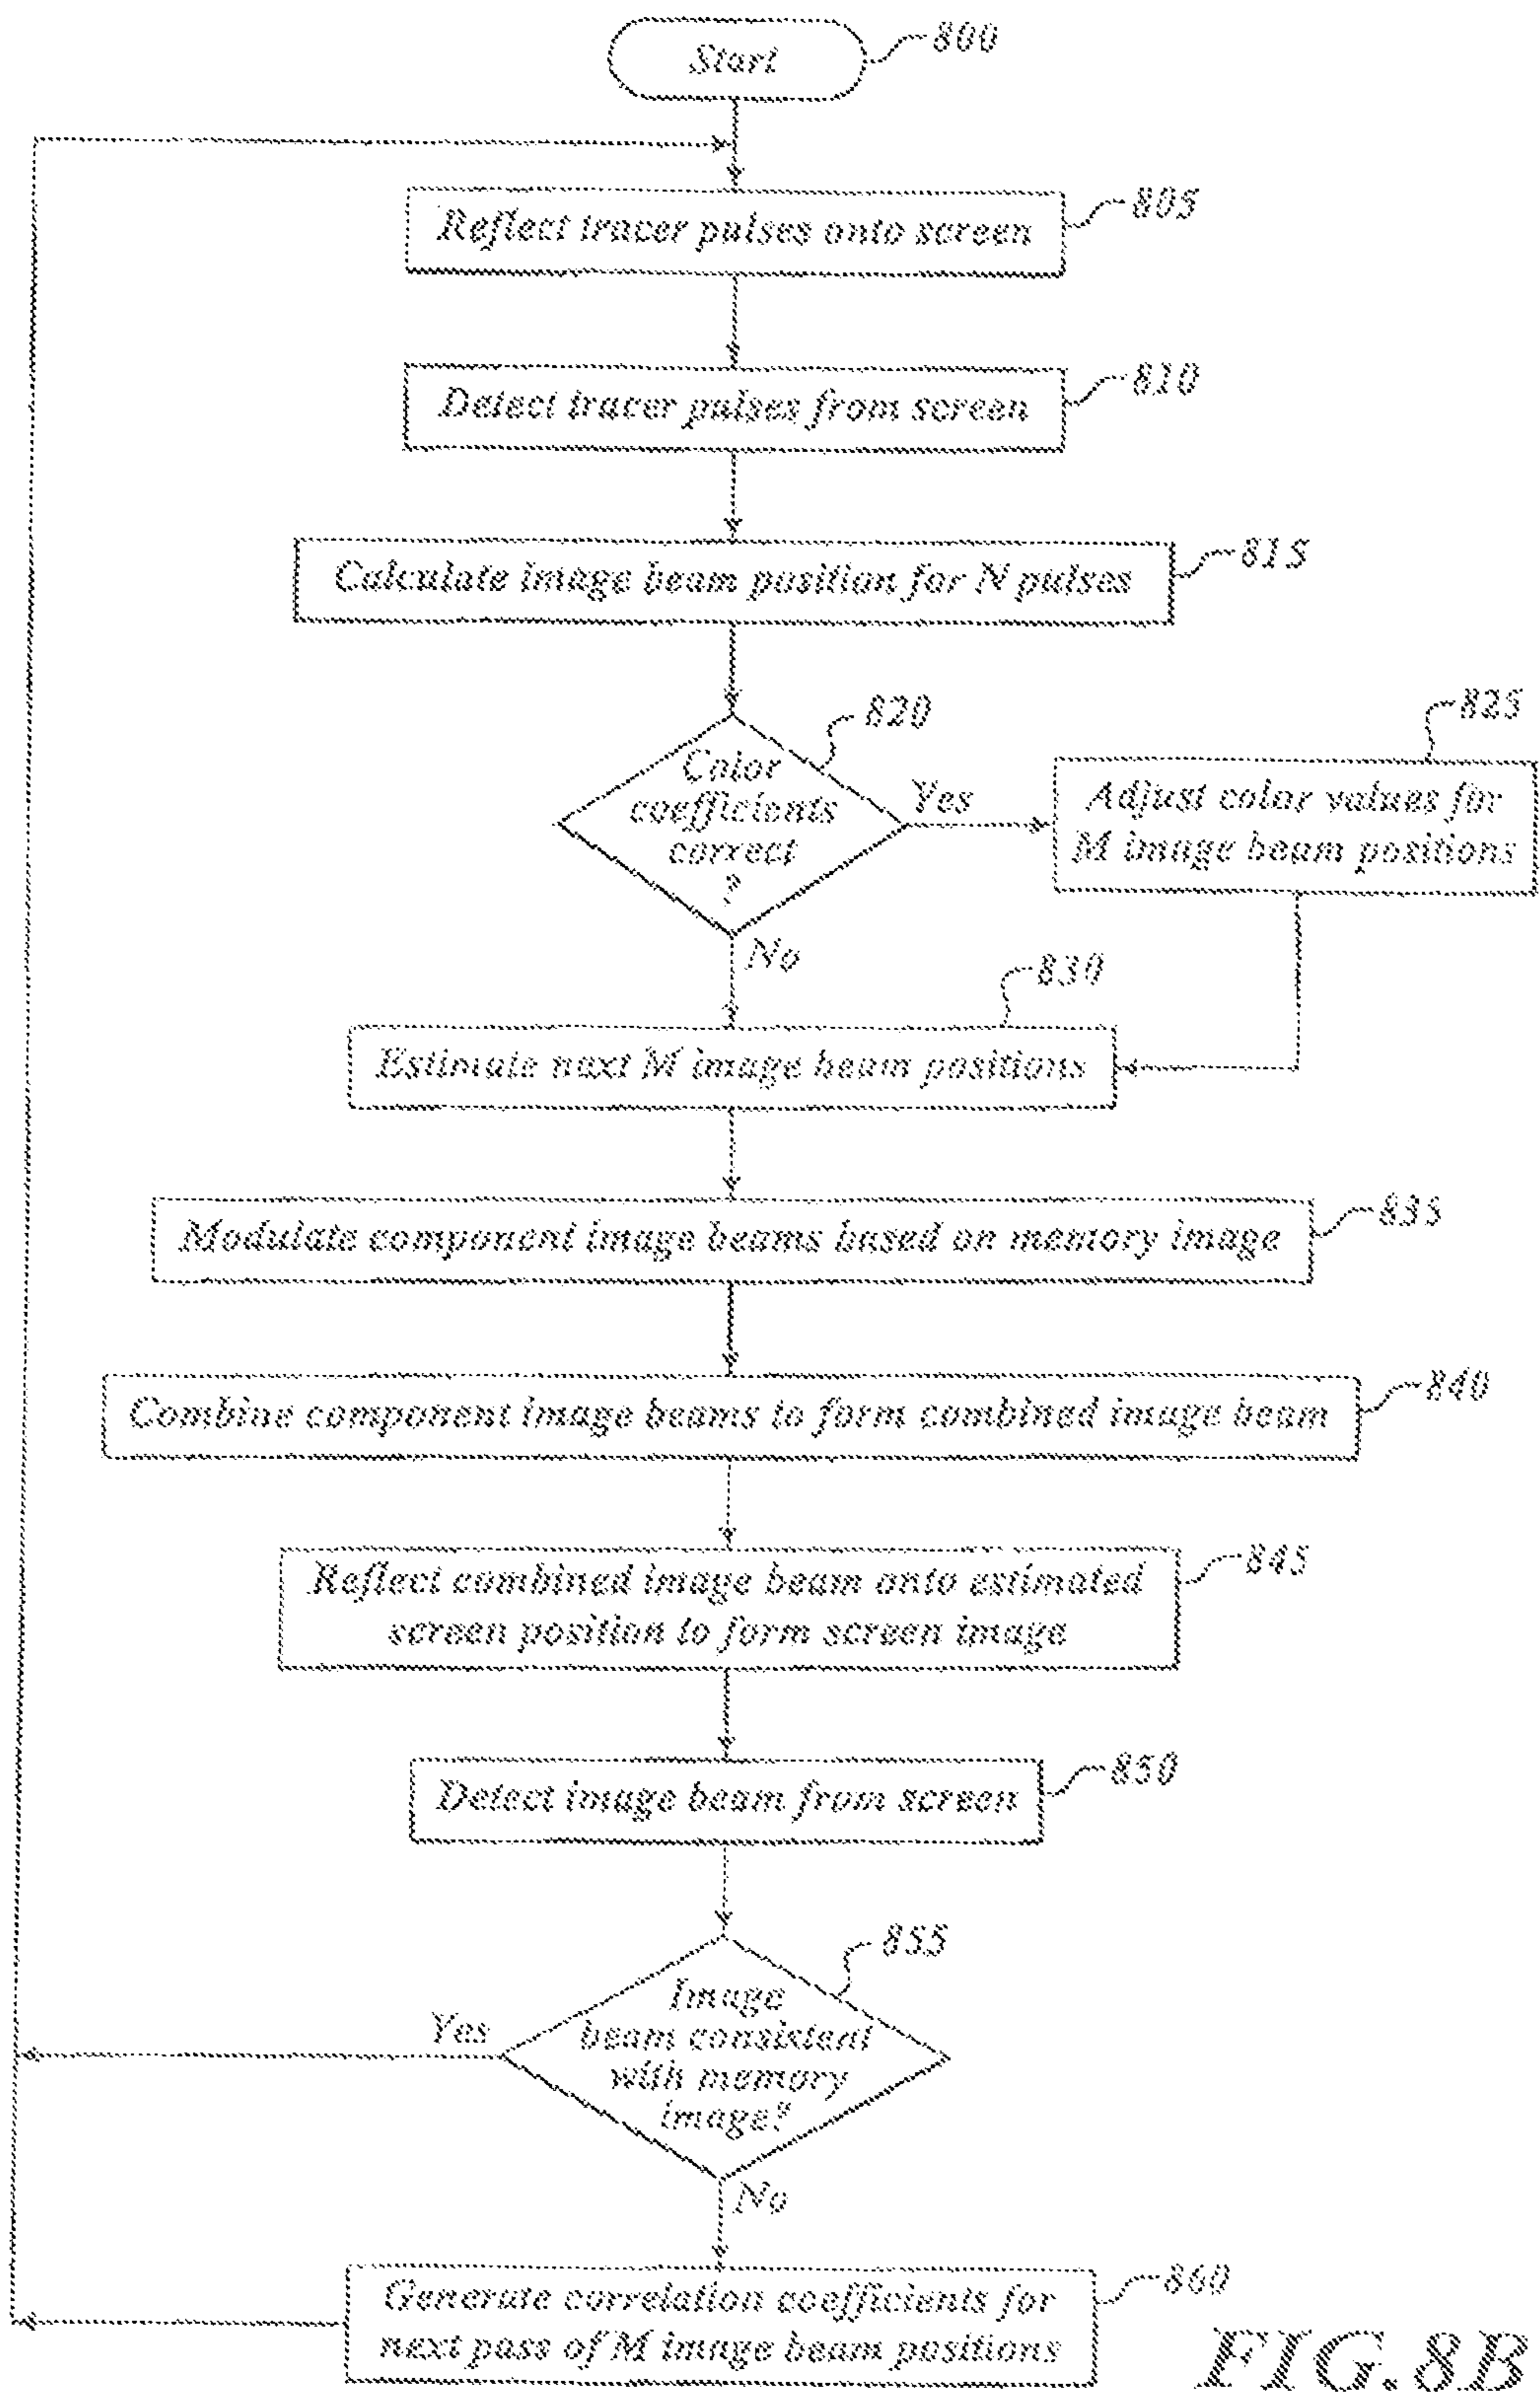 Start
800
Reflect tracer pulses onto screen
805
Detect tracer pulses from screen
810
Calculate image beam position for N pulses
815
820
Color
coefficients
correct
?
Yes
825
Adjust color values for
M image beam positions
No
830
Estimate next M image beam positions
Modulate component image beams based on memory image
835
Combine component image beams to form combined image beam
840
Reflect combined image beam onto estimated
screen position to form screen image
845
Detect image beam from screen
850
855
Image
beam consistent
with memory
image?
Yes
No
Generate correlation coefficients for
next pass of M image beam positions
860
FIG.8B